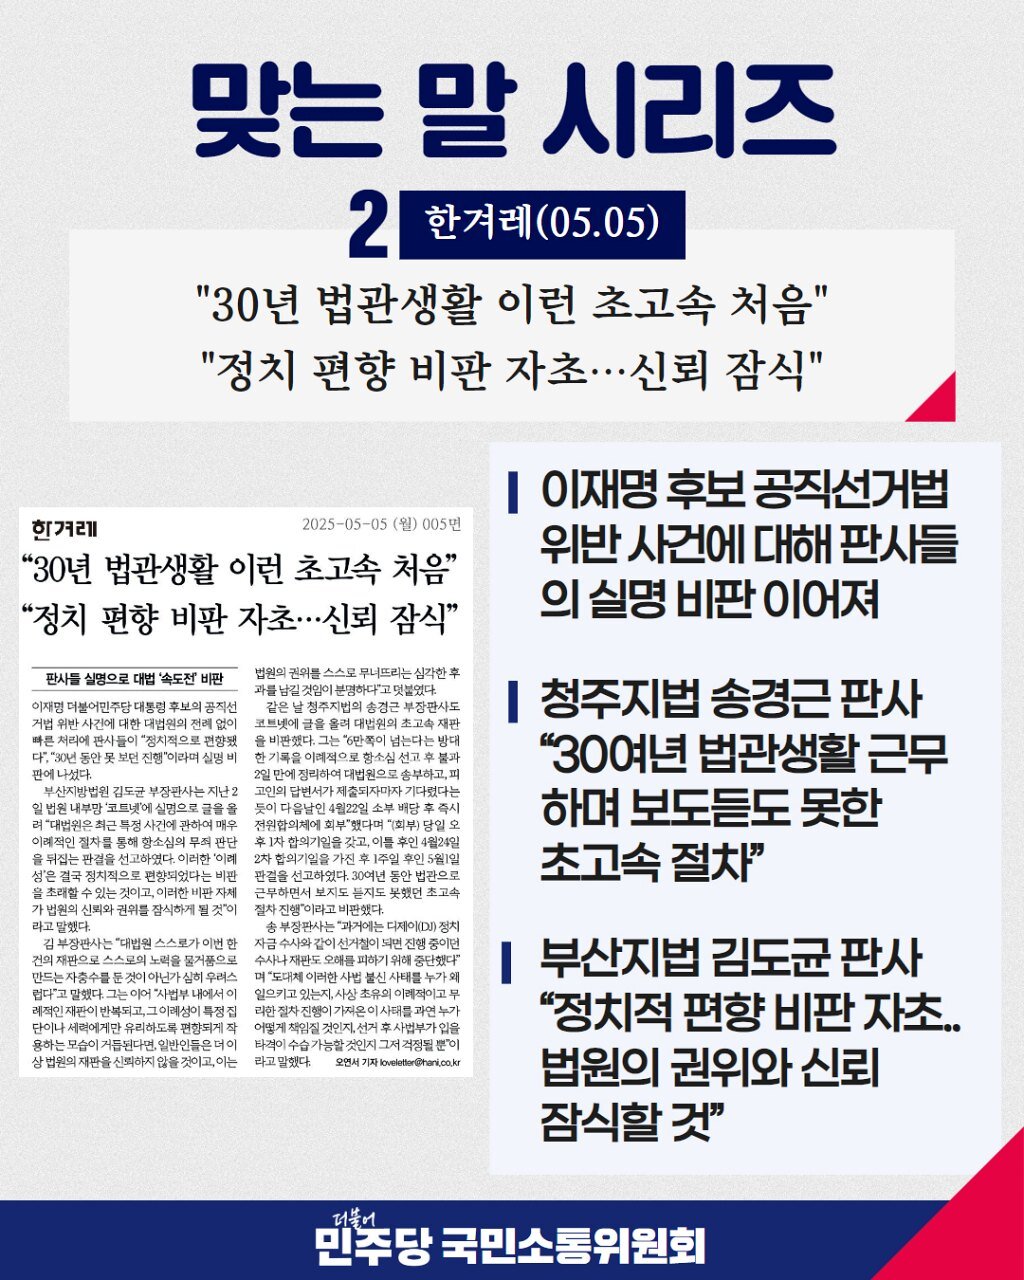 맞는 말 시리즈
2 한겨레(05.05)
"30년 법관생활 이런 초고속 처음"
"정치 편향 비판 자초…신뢰 잠식"
한겨레
2025-05-05 (월) 005면
“30년 법관생활 이런 초고속 처음”
“정치 편향 비판 자초…신뢰 잠식”
판사들 실명으로 대법 ‘속도전’ 비판
이재명 더불어민주당 대통령 후보의 공직선
거법 위반 사건에 대한 대법원의 전례 없이
빠른 처리에 판사들이 “정치적으로 편향됐
다”, “30년 동안 못 보던 진행”이라며 실명 비
판에 나섰다.
부산지방법원 김도균 부장판사는 지난 2
일 법원 내부망 ‘코트넷’에 실명으로 글을 올
려 “대법원은 최근 특정 사건에 관하여 매우
이례적인 절차를 통해 항소심의 무죄 판단
을 뒤집는 판결을 선고하였다. 이러한 ‘이례
성’은 결국 정치적으로 편향되었다는 비판
을 초래할 수 있는 것이고, 이러한 비판 자체
가 법원의 신뢰와 권위를 잠식하게 될 것”이
라고 말했다.
김 부장판사는 “대법원 스스로가 이번 한
건의 재판으로 스스로의 노력을 물거품으로
만드는 자충수를 둔 것이 아닌가 심히 우려스
럽다”고 말했다. 그는 이어 “사법부 내에서 이
례적인 재판이 반복되고, 그 이례성이 특정 집
단이나 세력에게만 유리하도록 편향되게 작
용하는 모습이 거듭된다면, 일반인들은 더 이
상 법원의 재판을 신뢰하지 않을 것이고, 이는
법원의 권위를 스스로 무너뜨리는 심각한 후
과를 남길 것임이 분명하다”고 덧붙였다.
같은 날 청주지법의 송경근 부장판사도
코트넷에 글을 올려 대법원의 초고속 재판
을 비판했다. 그는 “6만쪽이 넘는다는 방대
한 기록을 이례적으로 항소심 선고 후 불과
2일 만에 정리하여 대법원으로 송부하고, 피
고인의 답변서가 제출되자마자 기다렸다는
듯이 다음날인 4월22일 소부 배당 후 즉시
전원합의체에 회부”했다며 “(회부) 당일 오
후 1차 합의기일을 갖고, 이틀 후인 4월24일
2차 합의기일을 가진 후 1주일 후인 5월1일
판결을 선고하였다. 30여년 동안 법관으로
근무하면서 보지도 듣지도 못했던 초고속
절차 진행”이라고 비판했다.
송 부장판사는 “과거에는 디제이(DJ) 정치
자금 수사와 같이 선거철이 되면 진행 중이던
수사나 재판도 오해를 피하기 위해 중단했다”
며 “도대체 이러한 사법 불신 사태를 누가 왜
일으키고 있는지, 사상 초유의 이례적이고 무
리한 절차 진행이 가져온 이 사태를 과연 누가
어떻게 책임질 것인지, 선거 후 사법부가 입을
타격이 수습 가능할 것인지 그저 걱정될 뿐”이
라고 말했다. 오연서 기자 loveletter@hani.co.kr
이재명 후보 공직선거법
위반 사건에 대해 판사들
의 실명 비판 이어져
청주지법 송경근 판사
“30여년 법관생활 근무
하며 보도듣도 못한
초고속 절차”
부산지법 김도균 판사
“정치적 편향 비판 자초..
법원의 권위와 신뢰
잠식할 것”
더불어
민주당 국민소통위원회